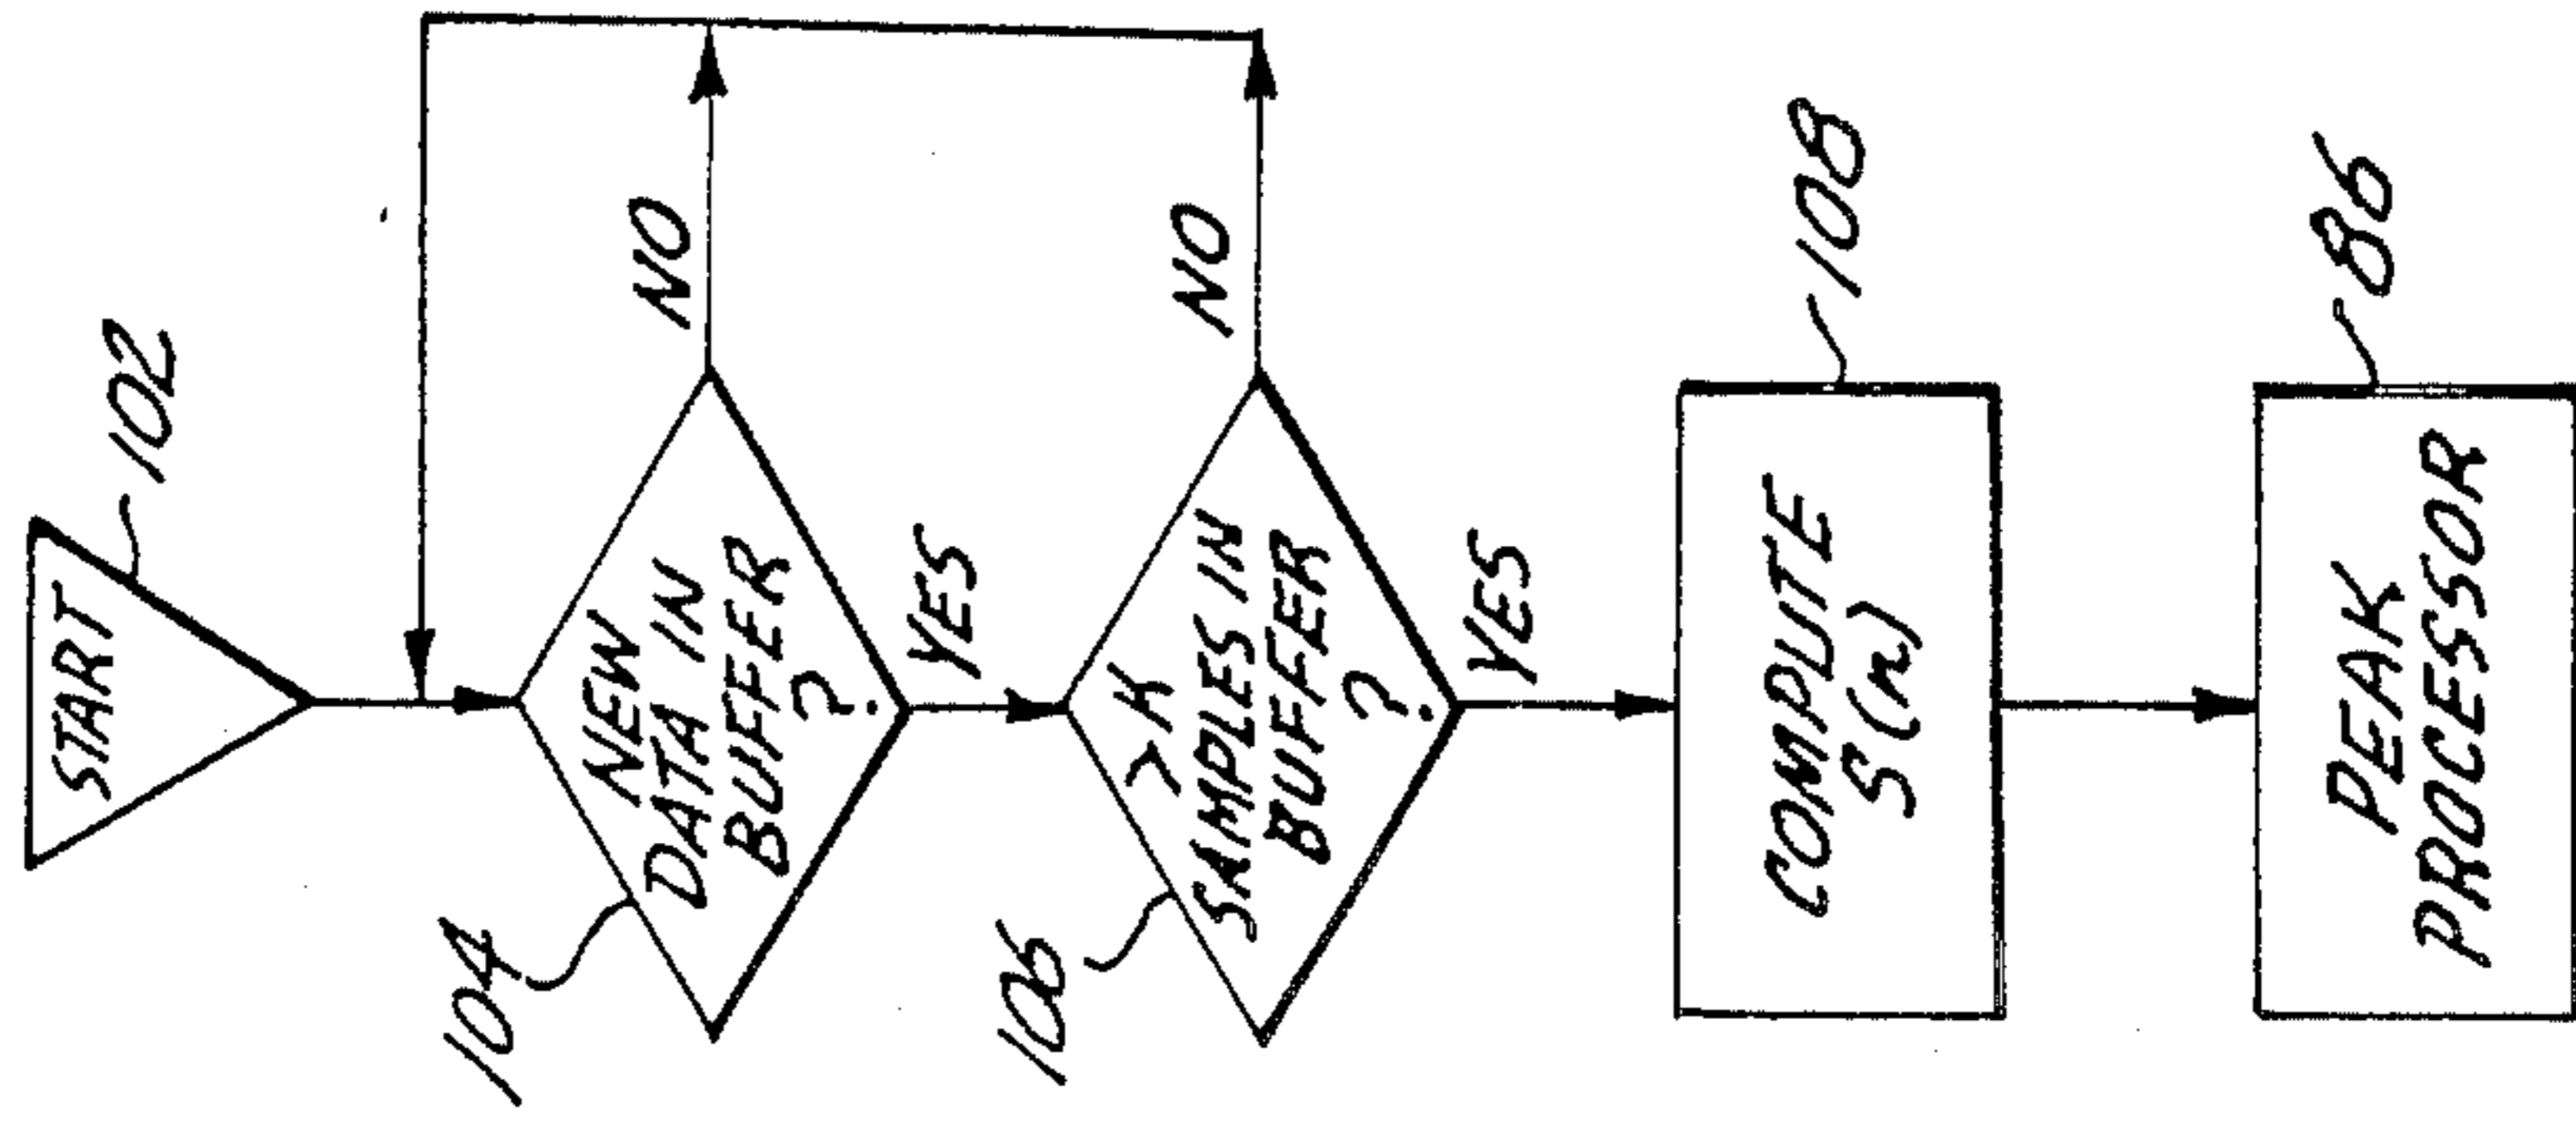 START
102
104
NEW
DATA IN
BUFFER
?
NO
YES
106
>K
SAMPLES IN
BUFFER
?
NO
YES
COMPUTE
S(n)
108
PEAK
PROCESSOR
86